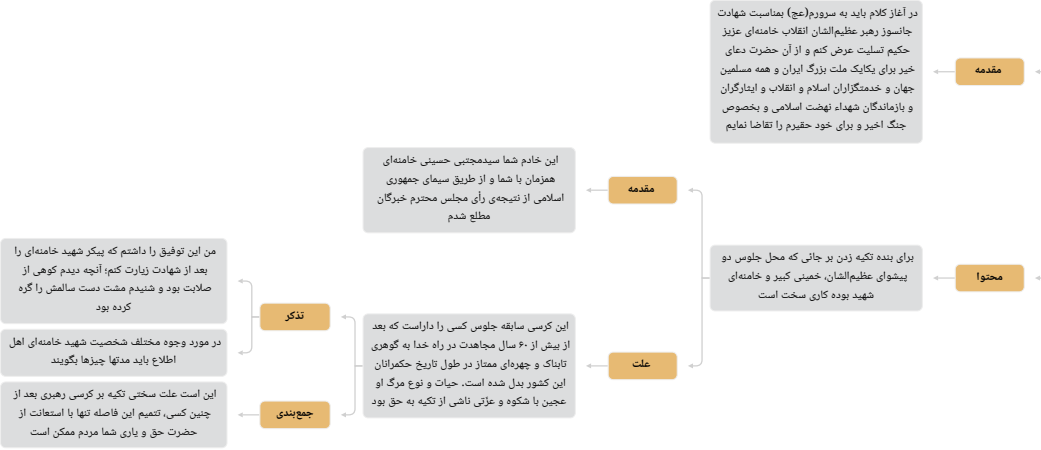 مقدمه
در آغاز کلام باید به سرورم(عج) بمناسبت شهادت
جانسوز رهبر عظیم‌الشان انقلاب خامنه‌ای عزیز
حکیم تسلیت عرض کنم و از آن حضرت دعای
خیر برای یکایک ملت بزرگ ایران و همه مسلمین
جهان و خدمتگزاران اسلام و انقلاب و ایثارگران
و بازماندگان شهداء نهضت اسلامی و بخصوص
جنگ اخیر و برای خود حقیرم را تقاضا نمایم
محتوا
برای بنده تکیه زدن بر جائی که محل جلوس دو
پیشوای عظیم‌الشان، خمینی کبیر و خامنه‌ای
شهید بوده کاری سخت است
مقدمه
این خادم شما سیدمجتبی حسینی خامنه‌ای
همزمان با شما و از طریق سیمای جمهوری
اسلامی از نتیجه‌ی رأی مجلس محترم خبرگان
مطلع شدم
علت
این کرسی سابقه جلوس کسی را داراست که بعد
از بیش از ۶۰ سال مجاهدت در راه خدا به گوهری
تابناک و چهره‌ای ممتاز در طول تاریخ حکمرانان
این کشور بدل شده است. حیات و نوع مرگ او
عجین با شکوه و عزّتی ناشی از تکیه به حق بود
تذکر
من این توفیق را داشتم که پیکر شهید خامنه‌ای را
بعد از شهادت زیارت کنم؛ آنچه دیدم کوهی از
صلابت بود و شنیدم مشت دست سالمش را گره
کرده بود
در مورد وجوه مختلف شخصیت شهید خامنه‌ای اهل
اطلاع باید مدتها چیزها بگویند
جمع‌بندی
این است علت سختی تکیه بر کرسی رهبری بعد از
چنین کسی، تتمیم این فاصله تنها با استعانت از
حضرت حق و یاری شما مردم ممکن است